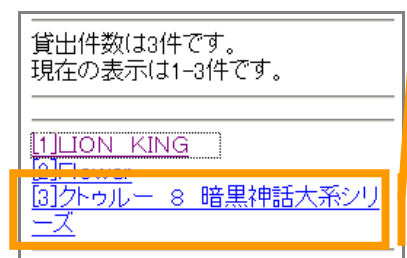 貸出件数は3件です。
現在の表示は1-3件です。
[1]LION KING
[2]Flower
[3]クトゥルー 8 暗黒神話大系シリ
ーズ